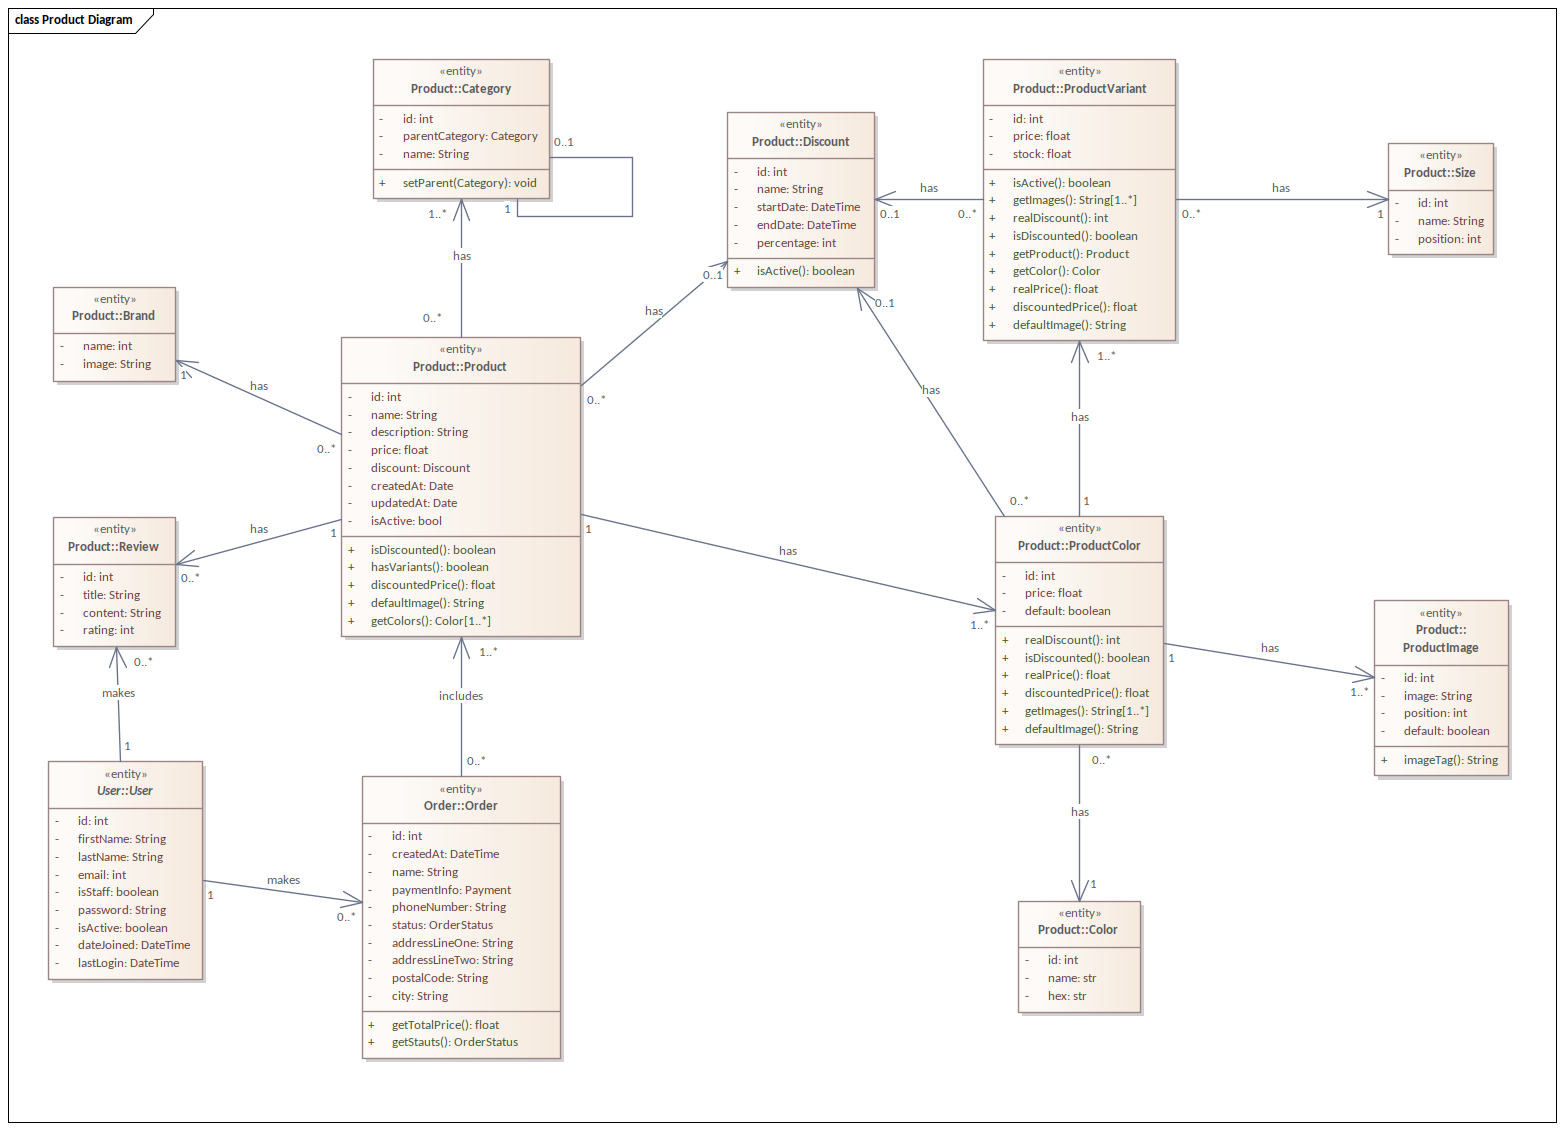 class Product Diagram
«entity»
Product::Category
- id: int
- parentCategory: Category
- name: String
+ setParent(Category): void
0..1
1
1..*
has
0..*
«entity»
Product::Discount
- id: int
- name: String
- startDate: DateTime
- endDate: DateTime
- percentage: int
+ isActive(): boolean
has
0..1
0..*
«entity»
Product::ProductVariant
- id: int
- price: float
- stock: float
+ isActive(): boolean
+ getImages(): String[1..*]
+ realDiscount(): int
+ isDiscounted(): boolean
+ getProduct(): Product
+ getColor(): Color
+ realPrice(): float
+ discountedPrice(): float
+ defaultImage(): String
has
0..*
1
«entity»
Product::Size
- id: int
- name: String
- position: int
«entity»
Product::Brand
- name: int
- image: String
1
has
0..*
«entity»
Product::Product
- id: int
- name: String
- description: String
- price: float
- discount: Discount
- createdAt: Date
- updatedAt: Date
- isActive: bool
+ isDiscounted(): boolean
+ hasVariants(): boolean
+ discountedPrice(): float
+ defaultImage(): String
+ getColors(): Color[1..*]
0..1
has
0..*
0..1
has
0..*
1..*
has
1
«entity»
Product::Review
- id: int
- title: String
- content: String
- rating: int
has
1
0..*
1
has
1..*
«entity»
Product::ProductColor
- id: int
- price: float
- default: boolean
+ realDiscount(): int
+ isDiscounted(): boolean
+ realPrice(): float
+ discountedPrice(): float
+ getImages(): String[1..*]
+ defaultImage(): String
has
1
1..*
«entity»
Product::
ProductImage
- id: int
- image: String
- position: int
- default: boolean
+ imageTag(): String
0..*
makes
1
1..*
includes
0..*
«entity»
User::User
- id: int
- firstName: String
- lastName: String
- email: int
- isStaff: boolean
- password: String
- isActive: boolean
- dateJoined: DateTime
- lastLogin: DateTime
makes
1
0..*
«entity»
Order::Order
- id: int
- createdAt: DateTime
- name: String
- paymentInfo: Payment
- phoneNumber: String
- status: OrderStatus
- addressLineOne: String
- addressLineTwo: String
- postalCode: String
- city: String
+ getTotalPrice(): float
+ getStauts(): OrderStatus
0..*
has
1
«entity»
Product::Color
- id: int
- name: str
- hex: str